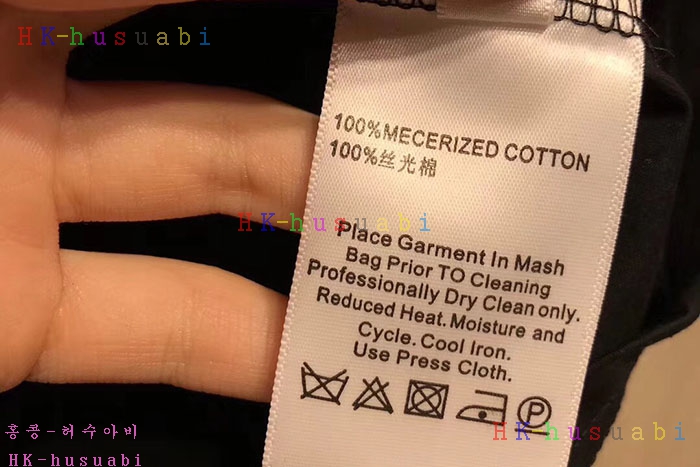 HK-husuabi
100%MECERIZED COTTON
100%丝光棉
HK-husuabi
Place Garment In Mash
Bag Prior TO Cleaning
Professionally Dry Clean only.
Reduced Heat. Moisture and
Cycle. Cool Iron.
Use Press Cloth.
P
HK-husuabi
홍콩-허수아비
HK-husuabi